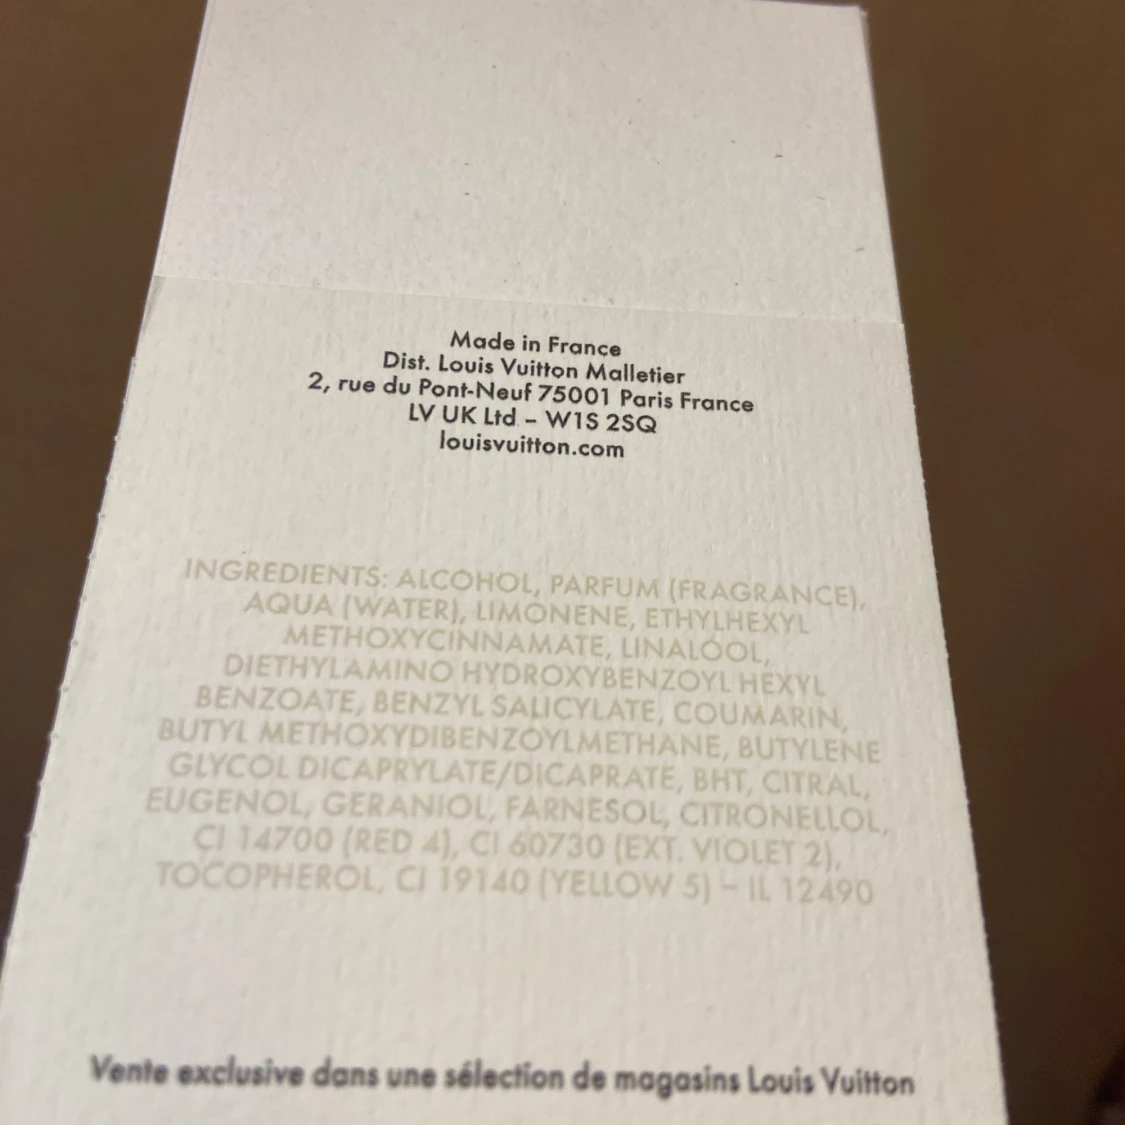 Made in France
Dist. Louis Vuitton Malletier
2, rue du Pont-Neuf 75001 Paris France
LV UK Ltd – W1S 2SQ
louisvuitton.com
INGREDIENTS: ALCOHOL, PARFUM (FRAGRANCE),
AQUA (WATER), LIMONENE, ETHYLHEXYL
METHOXYCINNAMATE, LINALOOL,
DIETHYLAMINO HYDROXYBENZOYL HEXYL
BENZOATE, BENZYL SALICYLATE, COUMARIN,
BUTYL METHOXYDIBENZOYLMETHANE, BUTYLENE
GLYCOL DICAPRYLATE/DICAPRATE, BHT, CITRAL,
EUGENOL, GERANIOL, FARNESOL, CITRONELLOL,
CI 14700 (RED 4), CI 60730 (EXT. VIOLET 2),
TOCOPHEROL, CI 19140 (YELLOW 5) – IL 12490
Vente exclusive dans une sélection de magasins Louis Vuitton